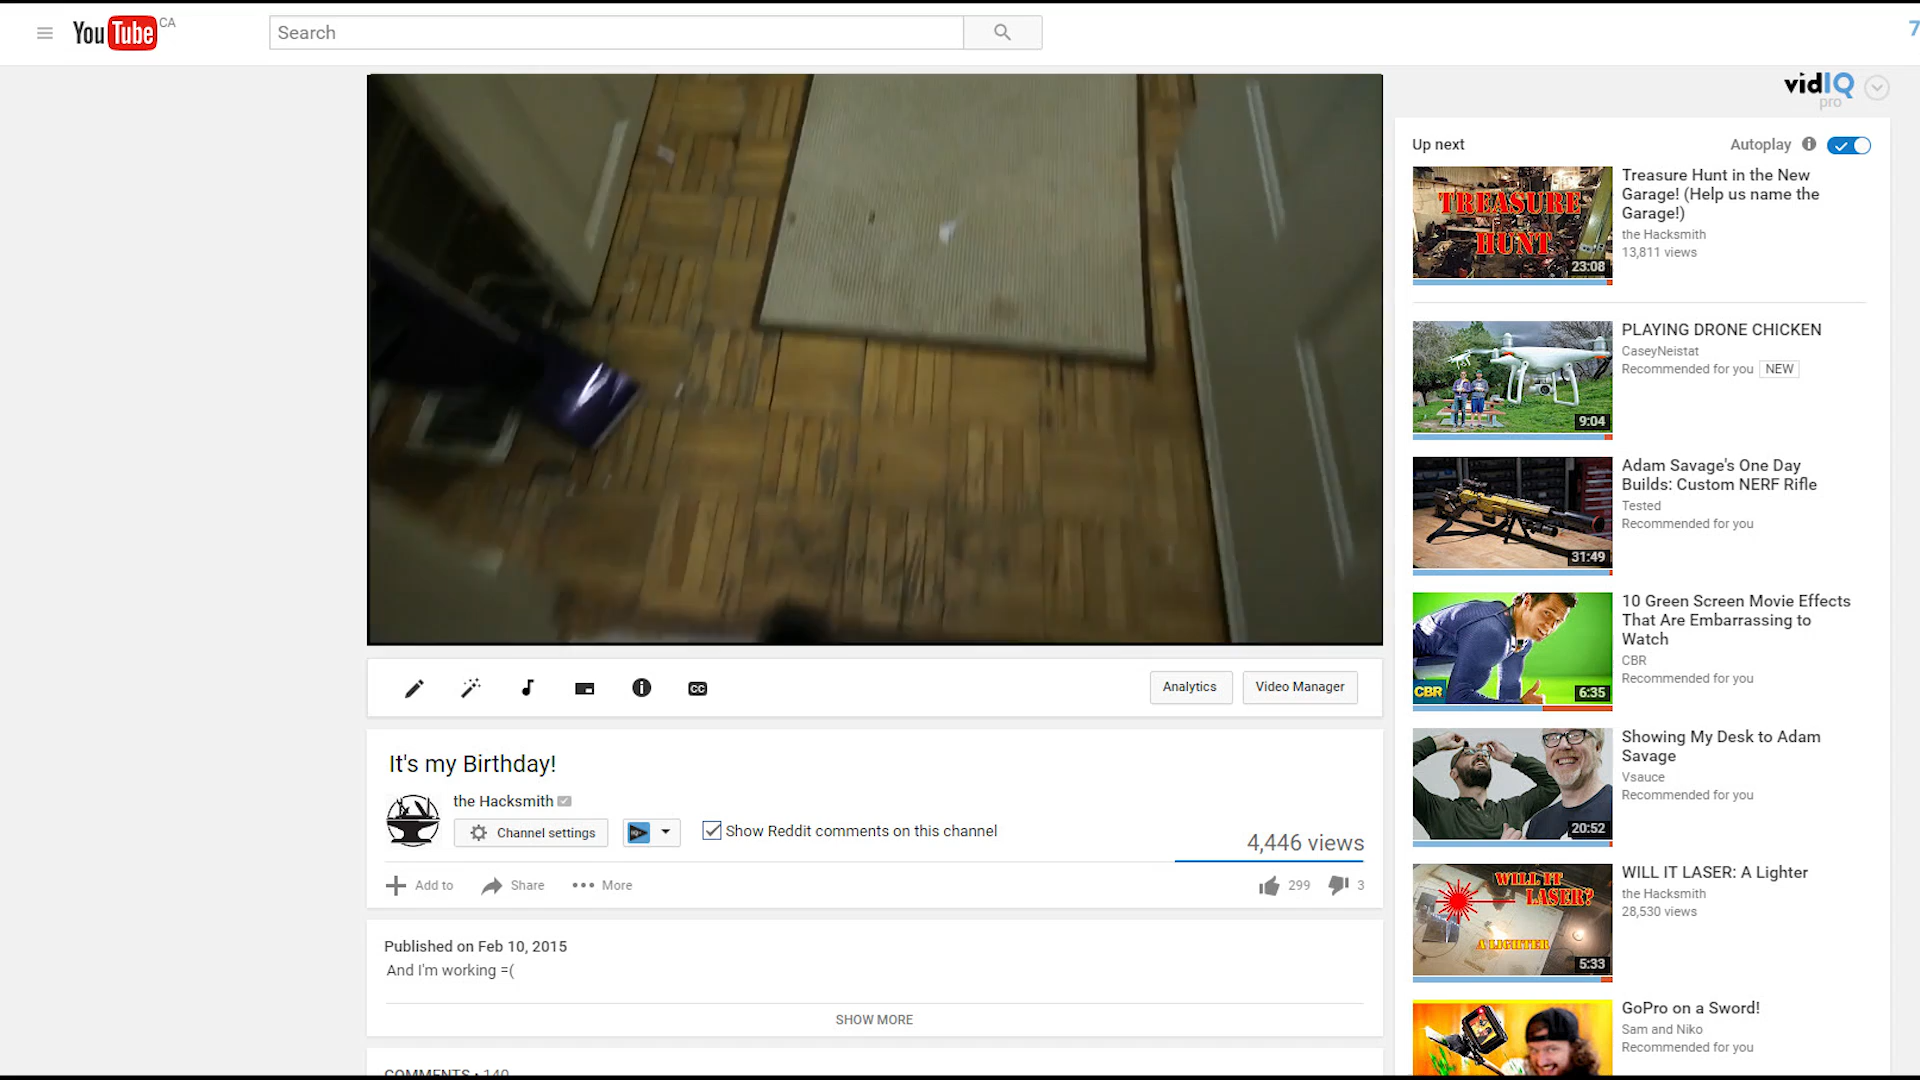 YouTube CA
Search
7
vidIQ
pro
Up next
Autoplay
TREASURE
HUNT
23:08
Treasure Hunt in the New
Garage! (Help us name the
Garage!)
the Hacksmith
13,811 views
9:04
PLAYING DRONE CHICKEN
CaseyNeistat
Recommended for you NEW
31:49
Adam Savage's One Day
Builds: Custom NERF Rifle
Tested
Recommended for you
CBR
6:35
10 Green Screen Movie Effects
That Are Embarrassing to
Watch
CBR
Recommended for you
20:52
Showing My Desk to Adam
Savage
Vsauce
Recommended for you
WILL IT
LASER?
A LIGHTER
5:33
WILL IT LASER: A Lighter
the Hacksmith
28,530 views
GoPro on a Sword!
Sam and Niko
Recommended for you
CC
Analytics
Video Manager
It's my Birthday!
the Hacksmith
Channel settings
Show Reddit comments on this channel
4,446 views
Add to
Share
More
299
3
Published on Feb 10, 2015
And I'm working =(
SHOW MORE
COMMENTS • 140